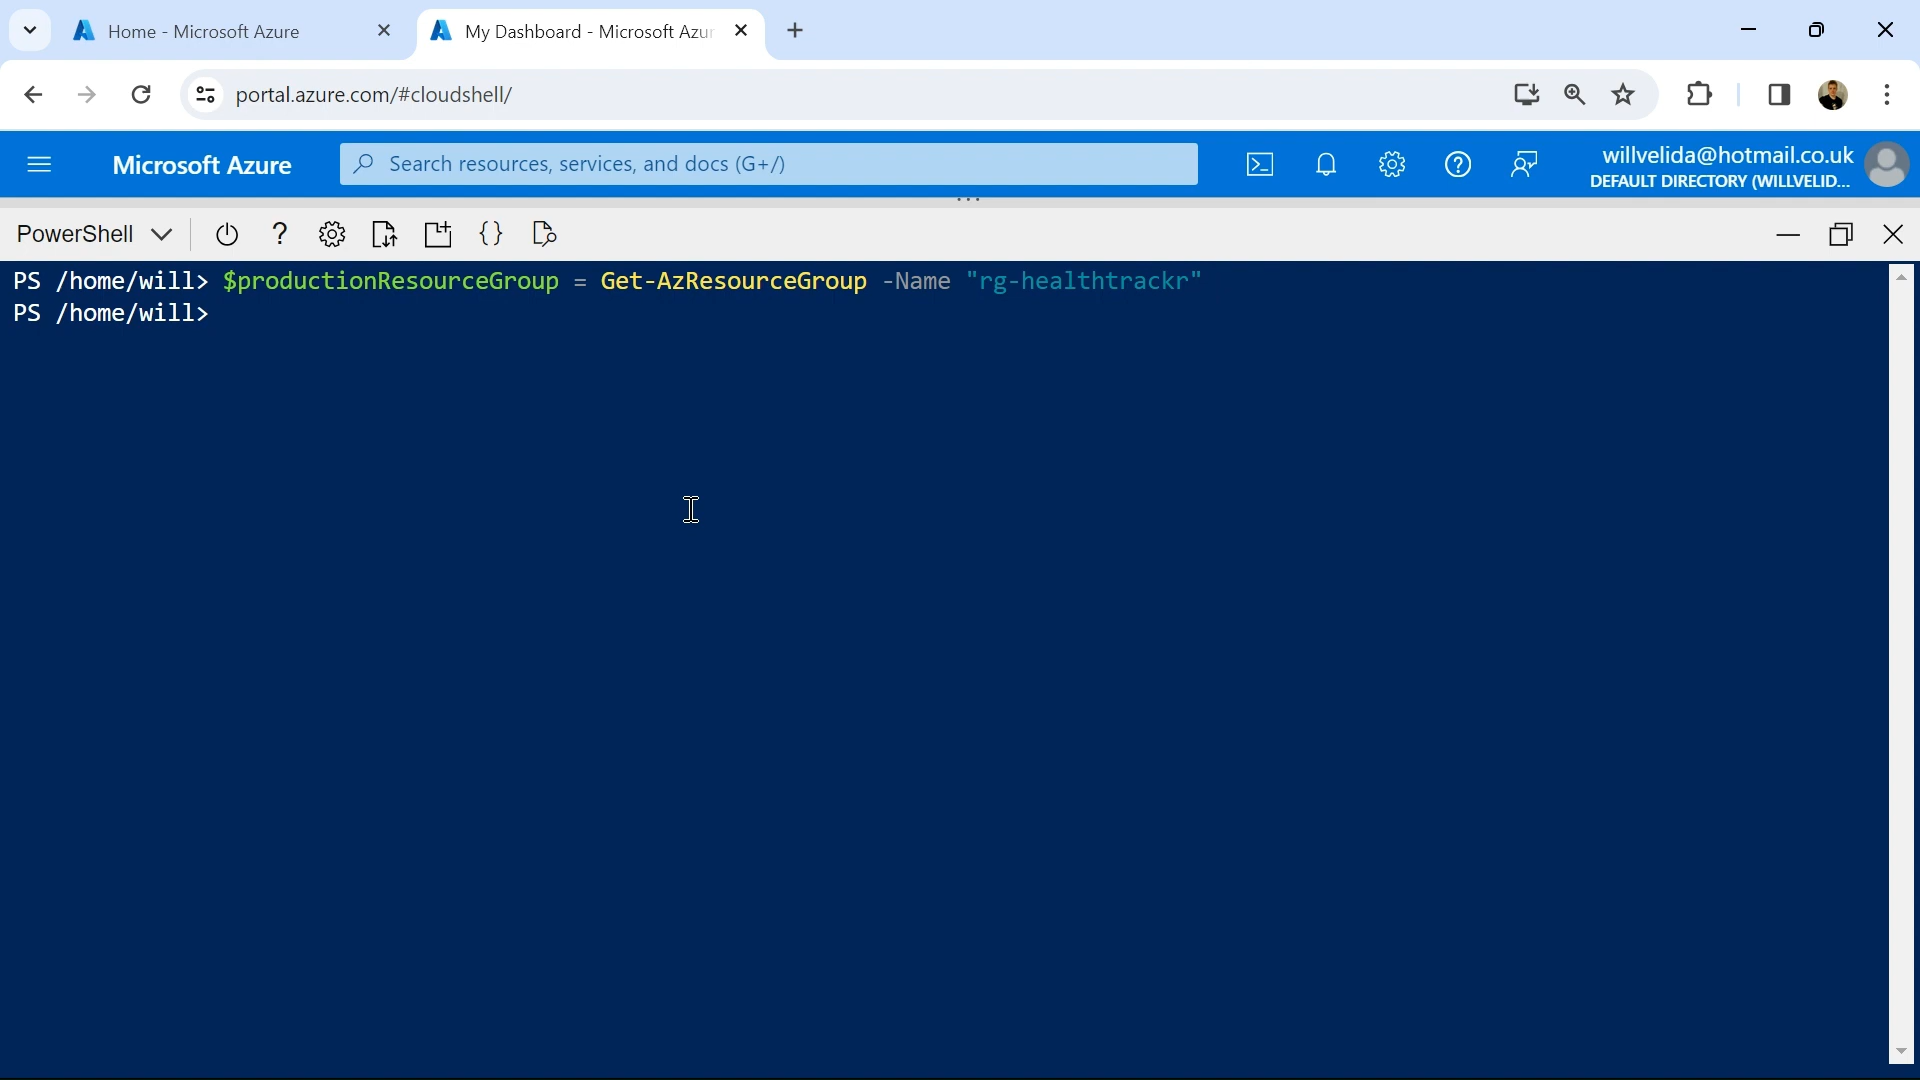 Home - Microsoft Azure
My Dashboard - Microsoft Azur
portal.azure.com/#cloudshell/
Microsoft Azure
Search resources, services, and docs (G+/)
willvelida@hotmail.co.uk
DEFAULT DIRECTORY (WILLVELID...
PowerShell
PS /home/will> $productionResourceGroup = Get-AzResourceGroup -Name "rg-healthtrackr"
PS /home/will>